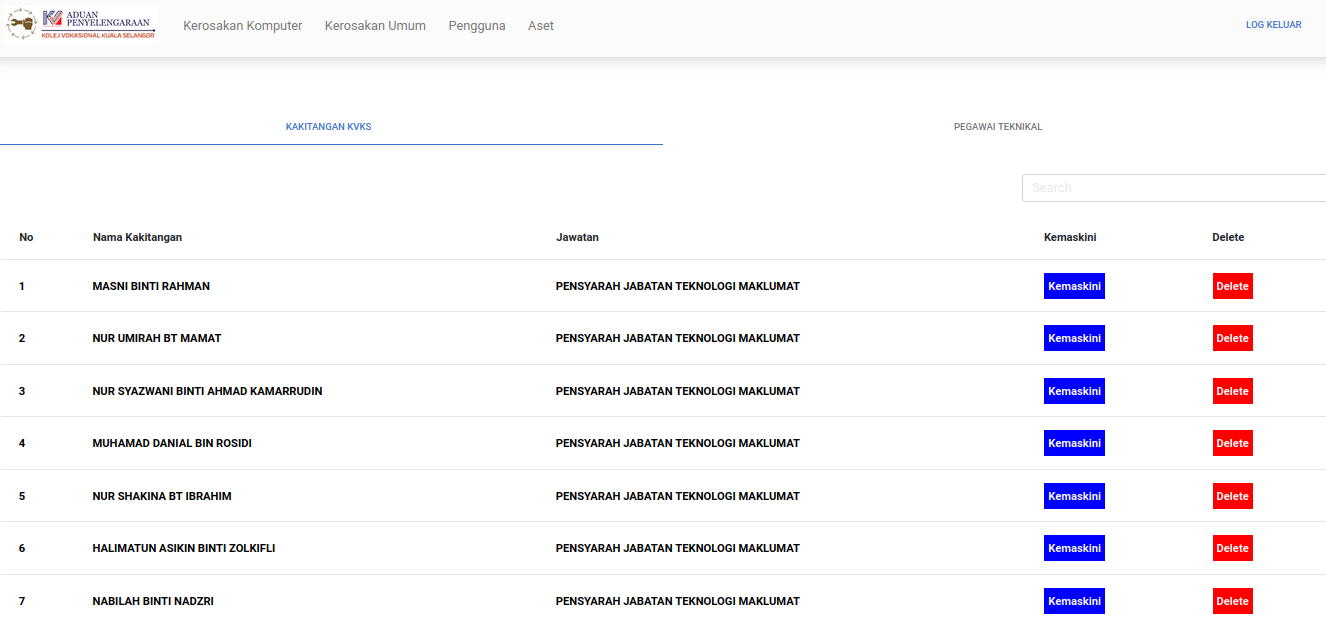 ADUAN
PENYELENGARAAN
KOLEJ VOKASIONAL KUALA SELANGOR
Kerosakan Komputer Kerosakan Umum Pengguna Aset LOG KELUAR
KAKITANGAN KVKS PEGAWAI TEKNIKAL
Search
No Nama Kakitangan Jawatan Kemaskini Delete
1 MASNI BINTI RAHMAN PENSYARAH JABATAN TEKNOLOGI MAKLUMAT Kemaskini Delete
2 NUR UMIRAH BT MAMAT PENSYARAH JABATAN TEKNOLOGI MAKLUMAT Kemaskini Delete
3 NUR SYAZWANI BINTI AHMAD KAMARRUDIN PENSYARAH JABATAN TEKNOLOGI MAKLUMAT Kemaskini Delete
4 MUHAMAD DANIAL BIN ROSIDI PENSYARAH JABATAN TEKNOLOGI MAKLUMAT Kemaskini Delete
5 NUR SHAKINA BT IBRAHIM PENSYARAH JABATAN TEKNOLOGI MAKLUMAT Kemaskini Delete
6 HALIMATUN ASIKIN BINTI ZOLKIFLI PENSYARAH JABATAN TEKNOLOGI MAKLUMAT Kemaskini Delete
7 NABILAH BINTI NADZRI PENSYARAH JABATAN TEKNOLOGI MAKLUMAT Kemaskini Delete